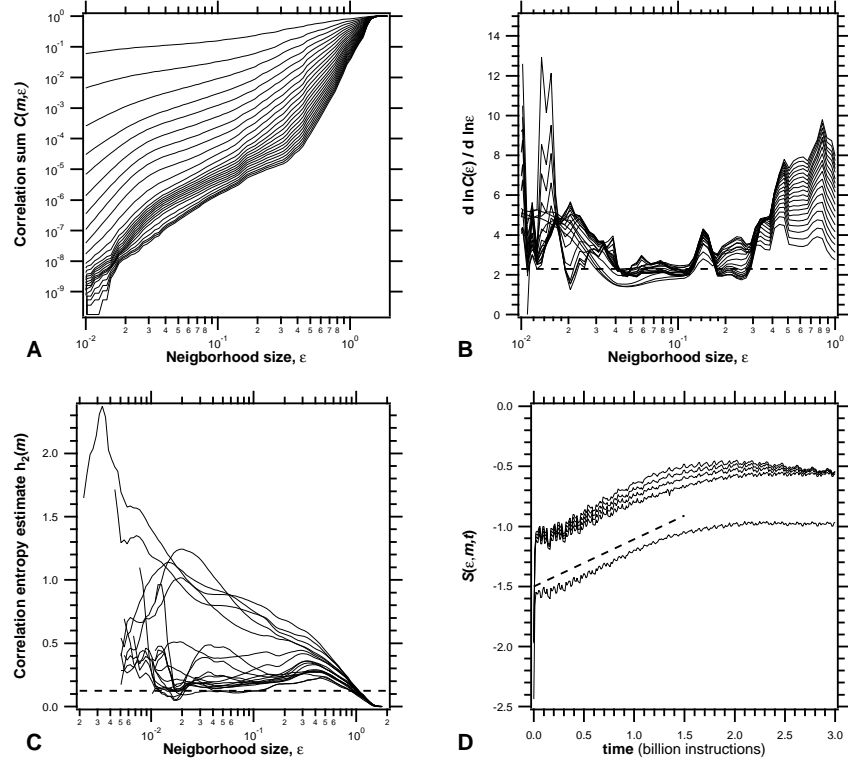 Correlation sum C(m,ε)
10^0
10^-1
10^-2
10^-3
10^-4
10^-5
10^-6
10^-7
10^-8
10^-9
10^-2 2 3 4 5 6 7 8 10^-1 2 3 4 5 6 7 8 10^0
A
Neigborhood size, ε
d ln C(ε) / d lnε
14
12
10
8
6
4
2
0
10^-2 2 3 4 5 6 7 8 9 10^-1 2 3 4 5 6 7 8 9 10^0
B
Neigborhood size, ε
Correlation entropy estimate h2(m)
2.0
1.5
1.0
0.5
0.0
2 3 4 5 6 10^-2 2 3 4 5 6 10^-1 2 3 4 5 6 10^0 2
C
Neigborhood size, ε
S(ε,m,t)
-0.5
-1.0
-1.5
-2.0
-2.5
0.0 0.5 1.0 1.5 2.0 2.5 3.0
D
time (billion instructions)